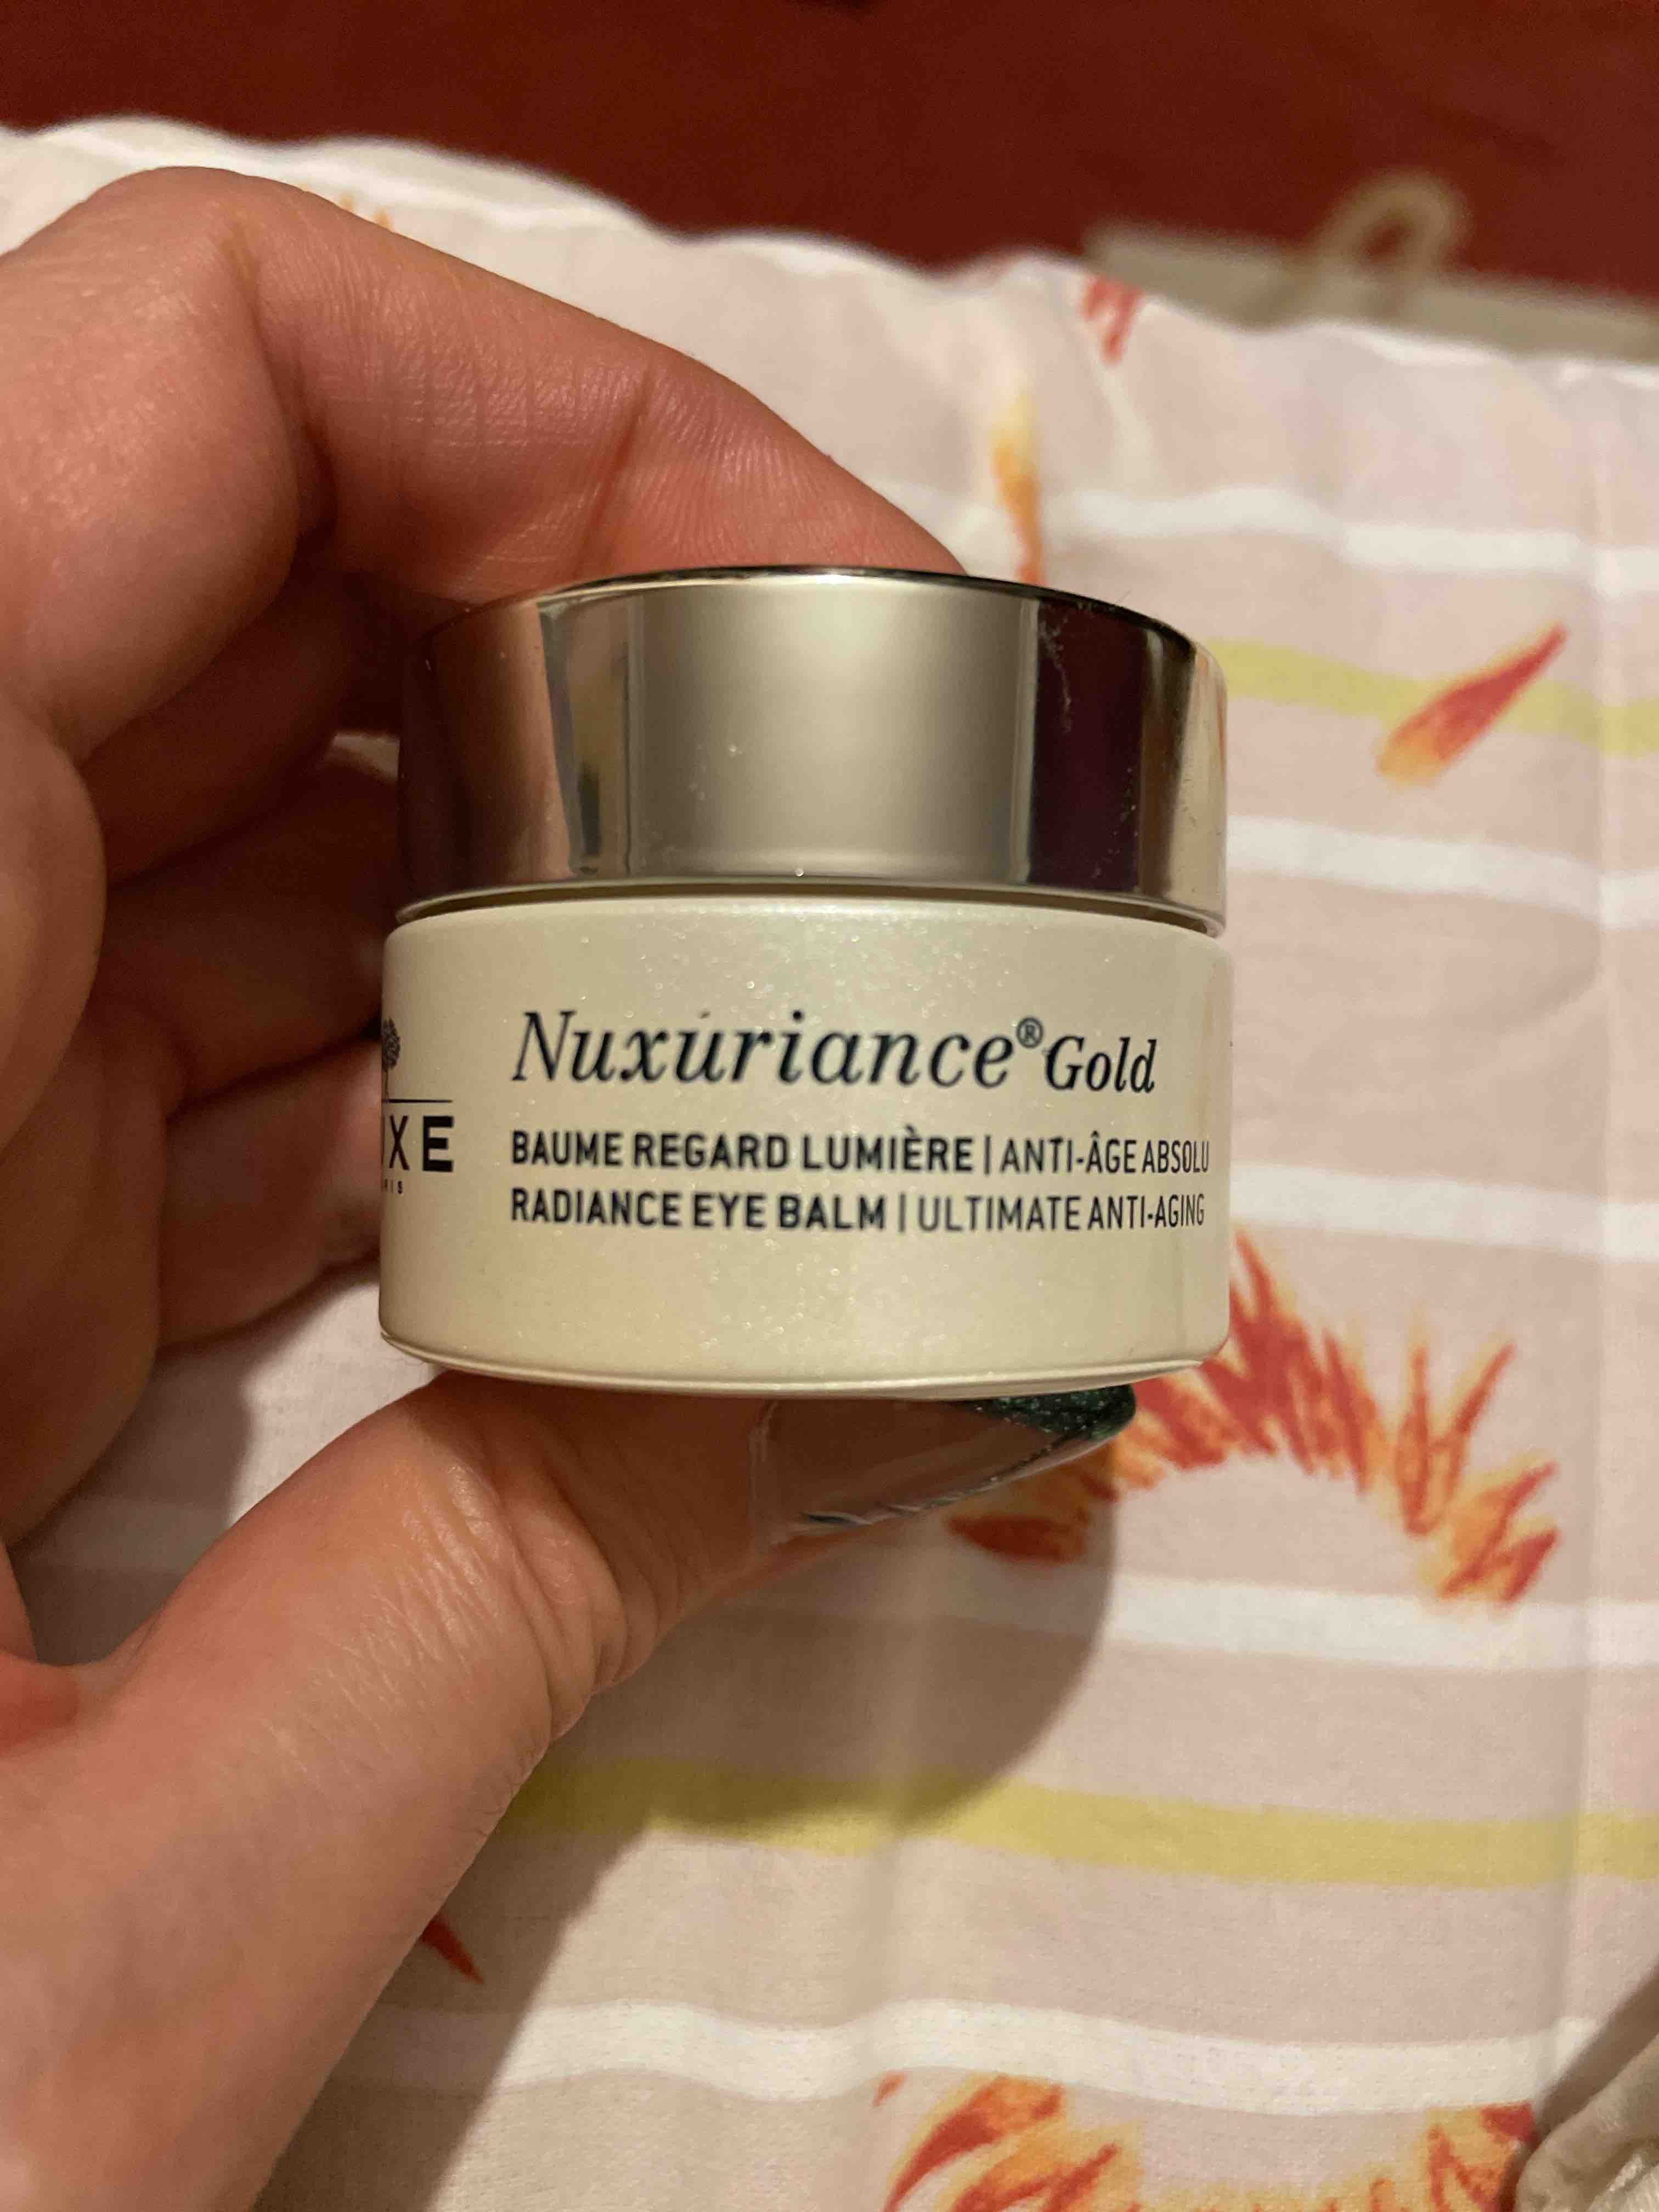 Nuxuriance® Gold
BAUME REGARD LUMIÈRE | ANTI-ÂGE ABSOLU
RADIANCE EYE BALM | ULTIMATE ANTI-AGING